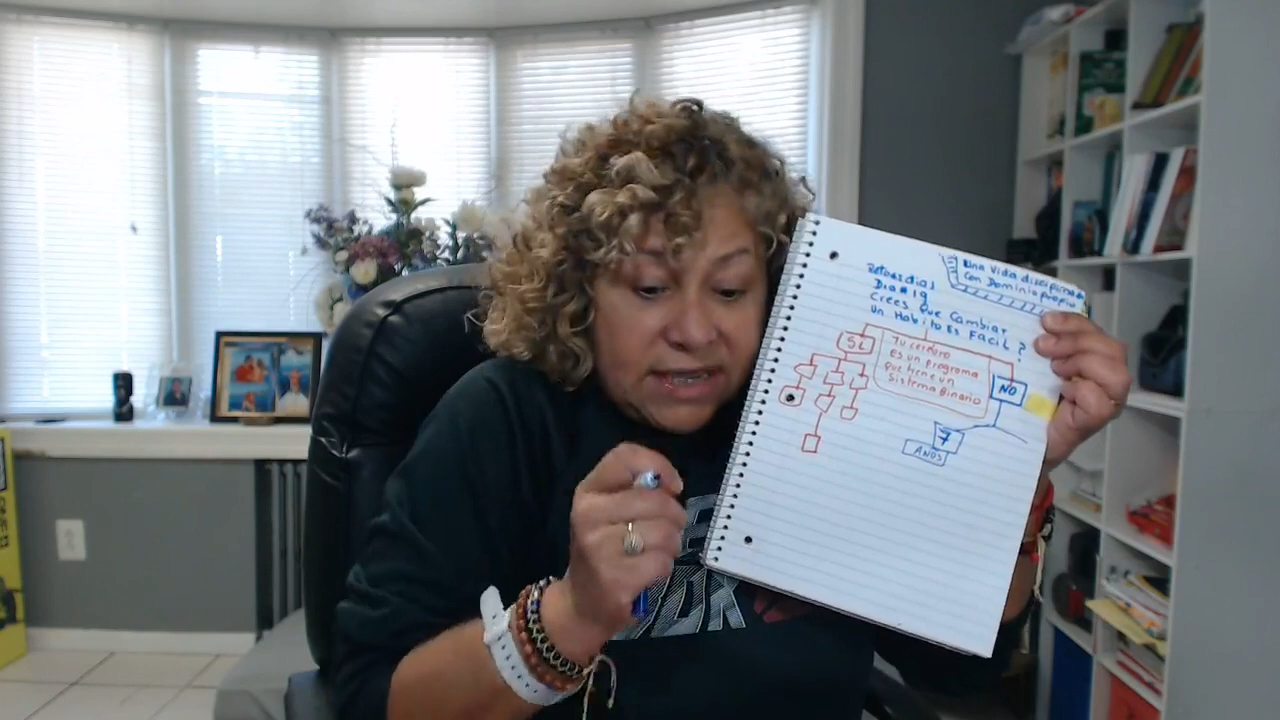 Una Vida disciplinada
Con Dominio propio
Retos dias
Dia # 19
Crees Que Cambiar
Un Habito Es Facil?
Si
Tu cerebro
Es un Programa
Que tiene un
Sistema Binario
NO
7
AÑOS